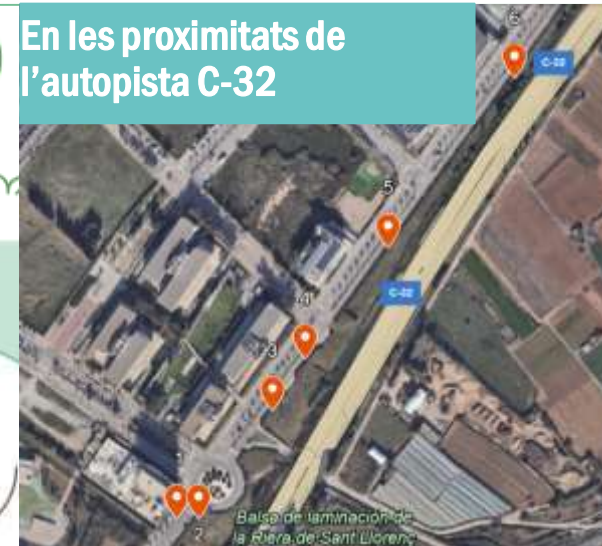 En les proximitats de
l’autopista C-32
6
C-32
5
C-32
4
3
2
Balsa de laminación de
la Riera de Sant Llorenç